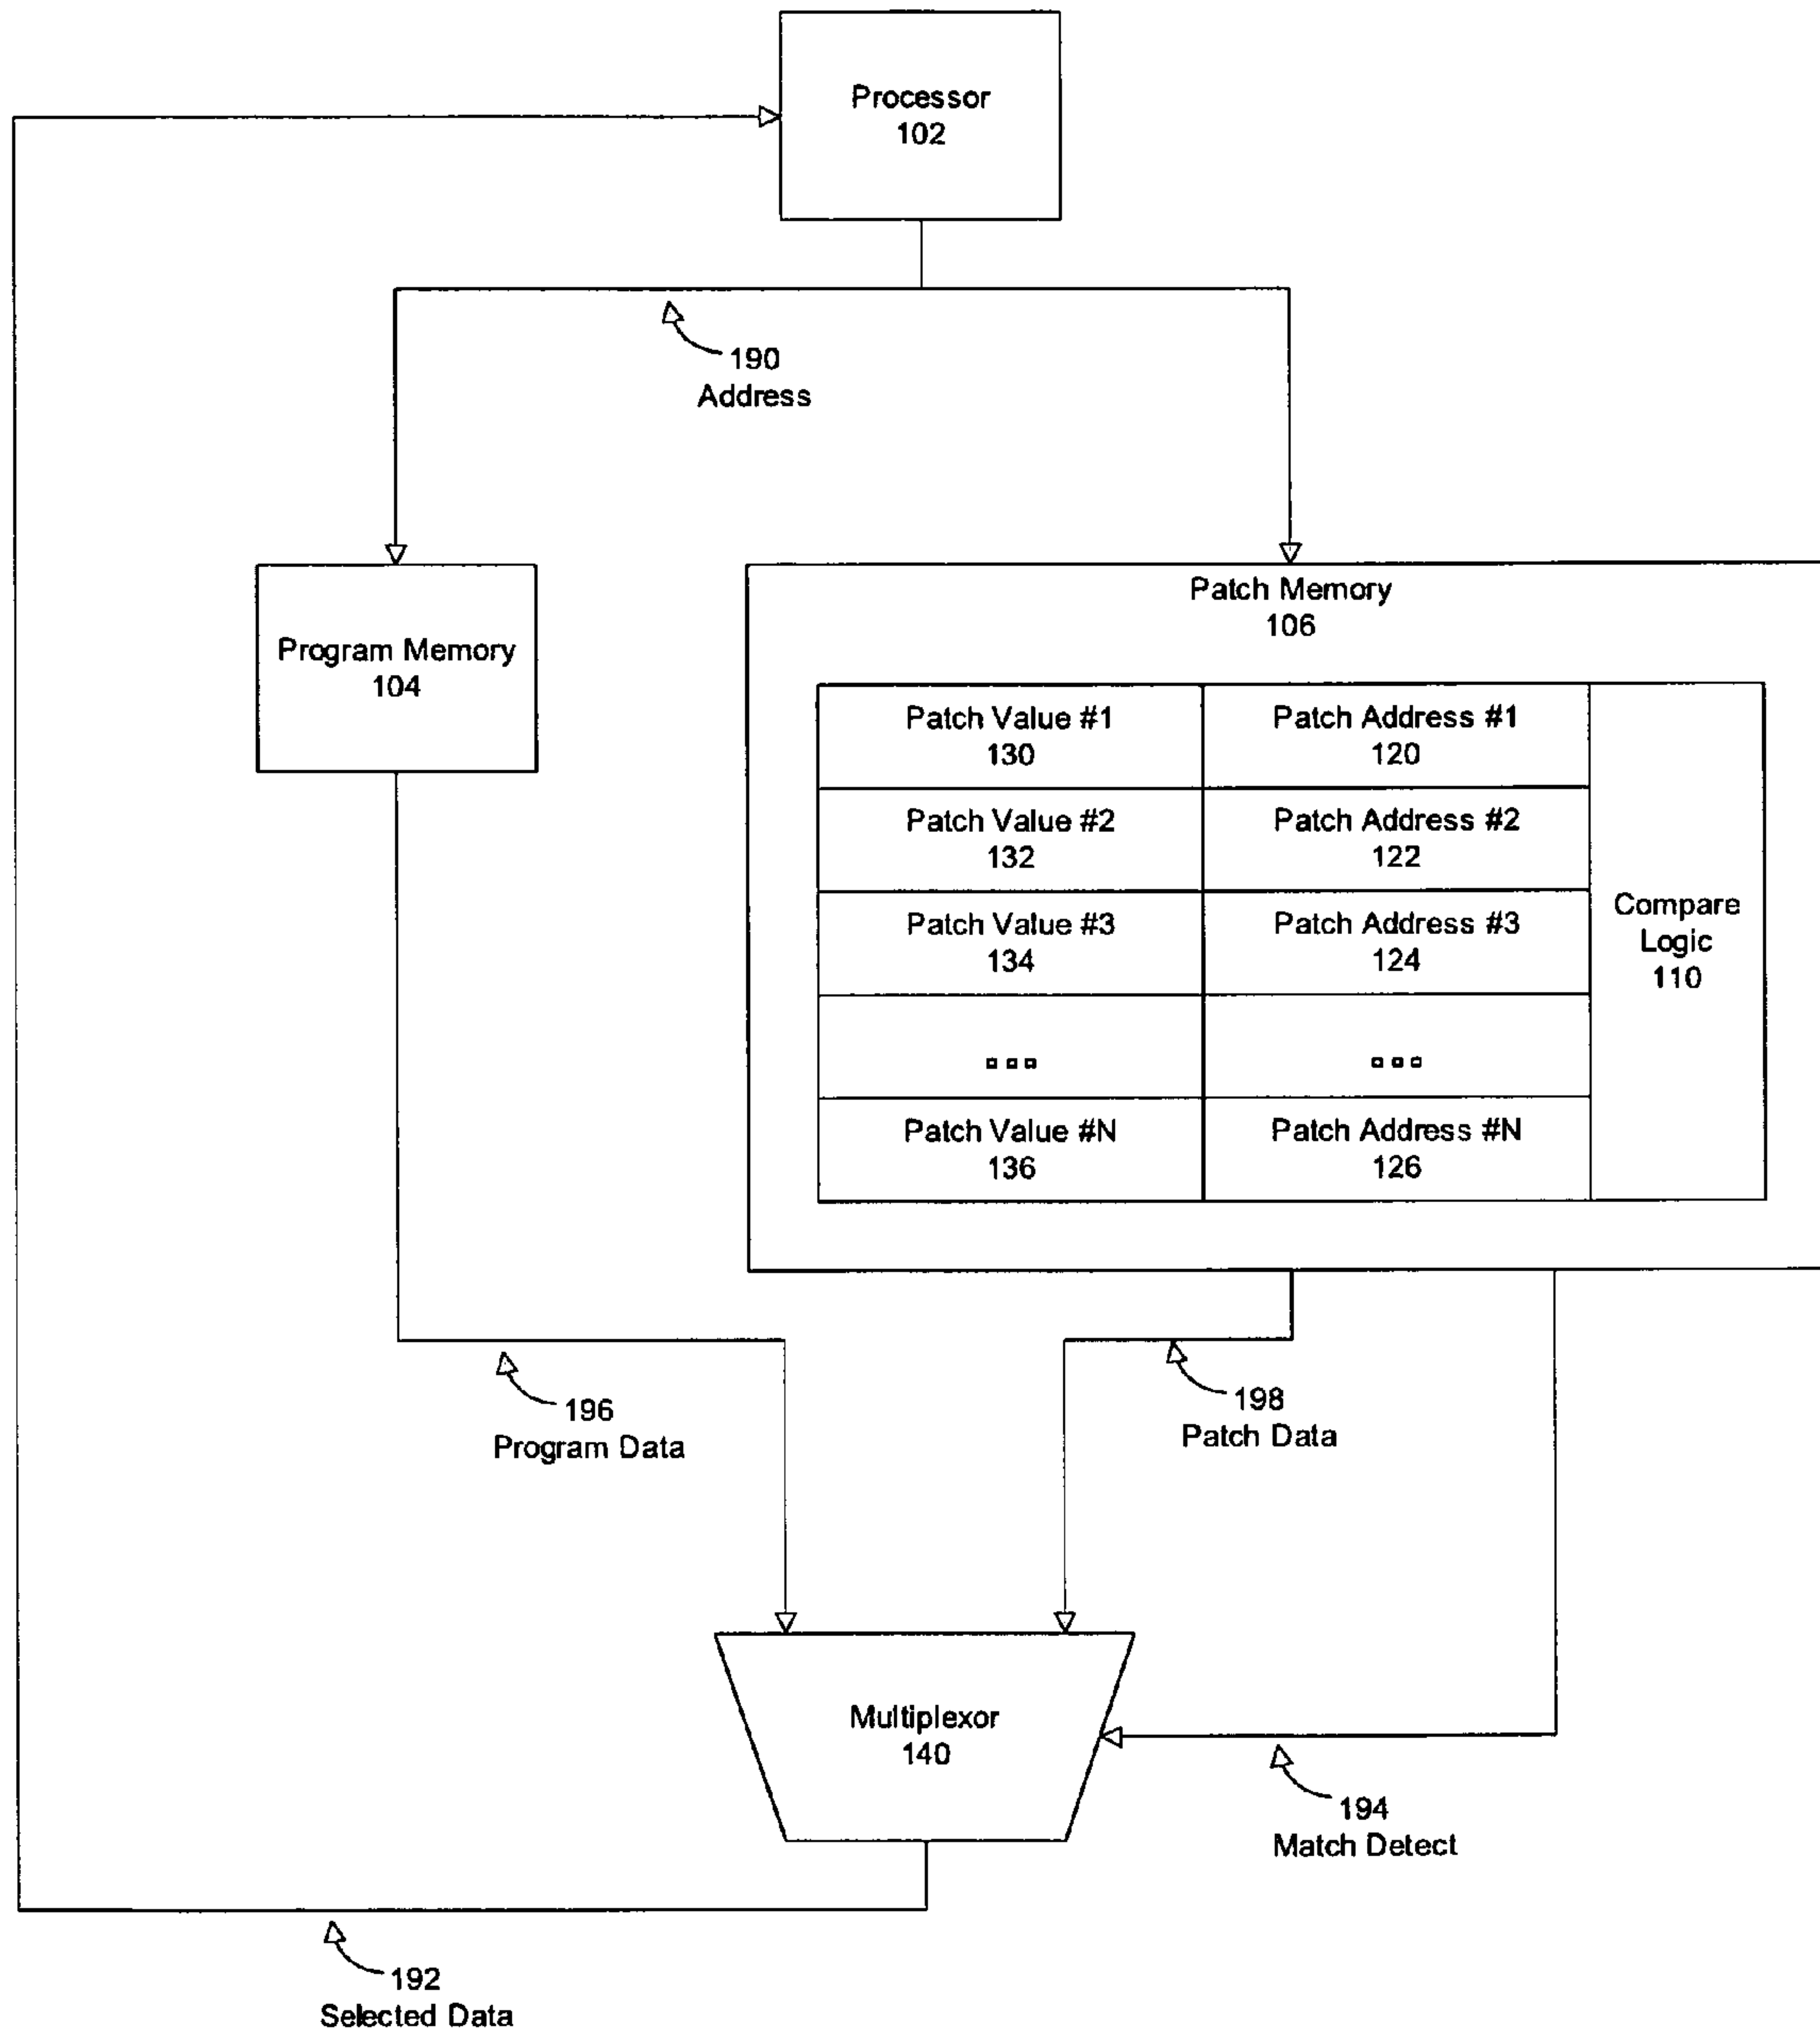 Processor
102
190
Address
Patch Memory
106
Program Memory
104
Patch Value #1
130
Patch Address #1
120
Patch Value #2
132
Patch Address #2
122
Patch Value #3
134
Patch Address #3
124
Compare
Logic
110
...
...
Patch Value #N
136
Patch Address #N
126
196
Program Data
198
Patch Data
Multiplexor
140
194
Match Detect
192
Selected Data